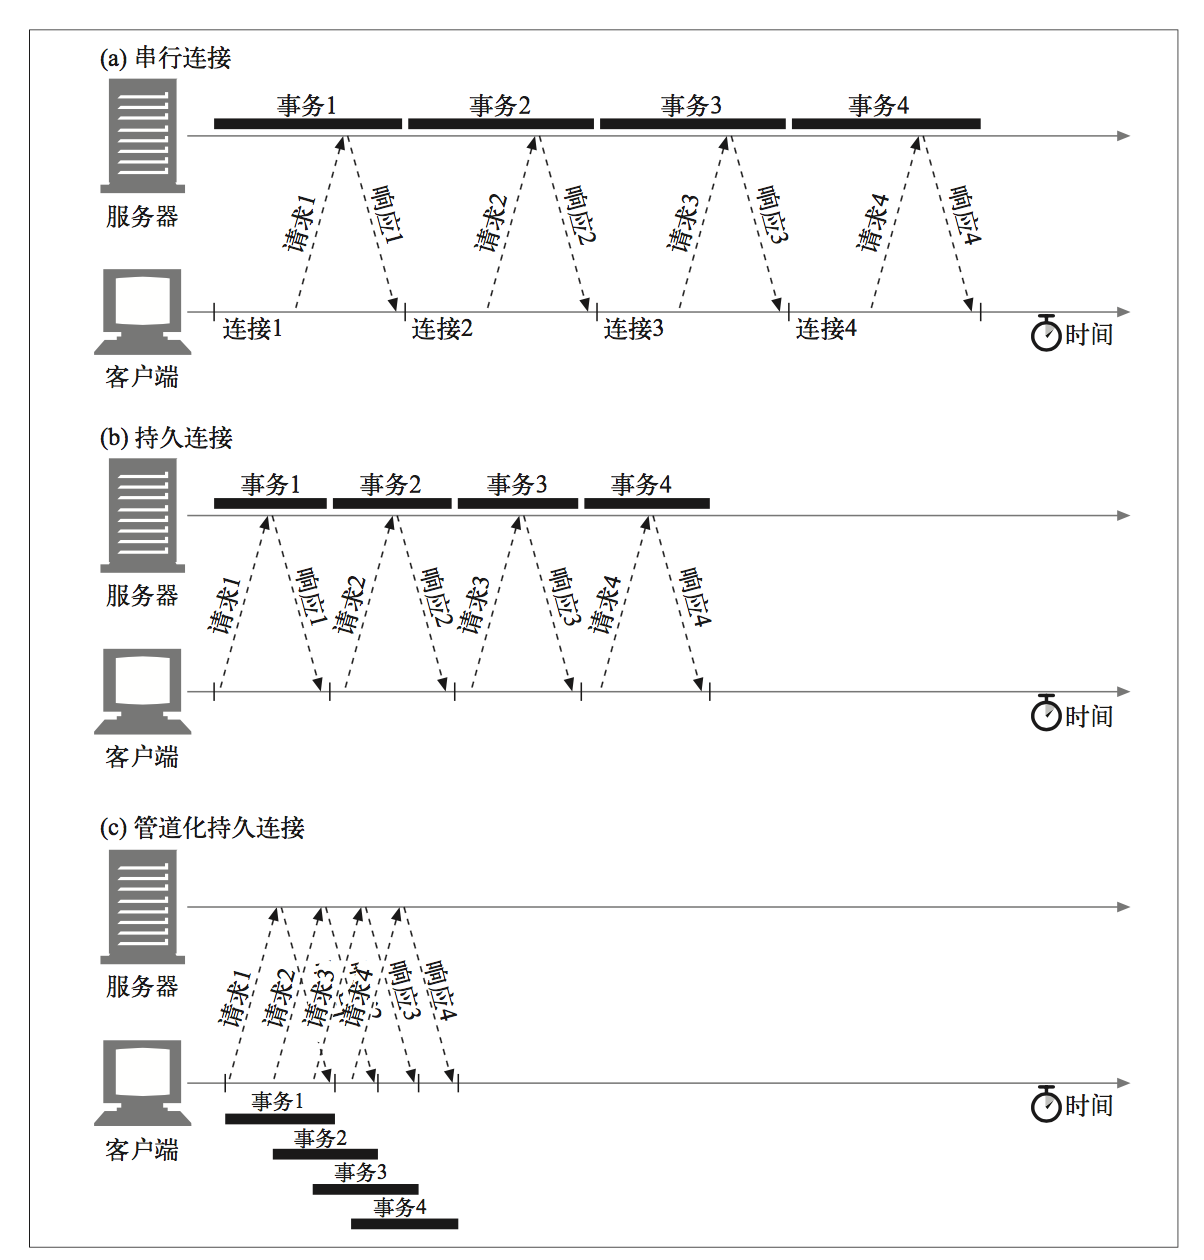 (a) 串行连接
事务1 事务2 事务3 事务4
服务器
请求1 响应1 请求2 响应2 请求3 响应3 请求4 响应4
连接1 连接2 连接3 连接4
时间
客户端
(b) 持久连接
事务1 事务2 事务3 事务4
服务器
请求1 响应1 请求2 响应2 请求3 响应3 请求4 响应4
时间
客户端
(c) 管道化持久连接
服务器
请求1 请求2 请求3 请求4 响应3 响应4
时间
客户端
事务1
事务2
事务3
事务4